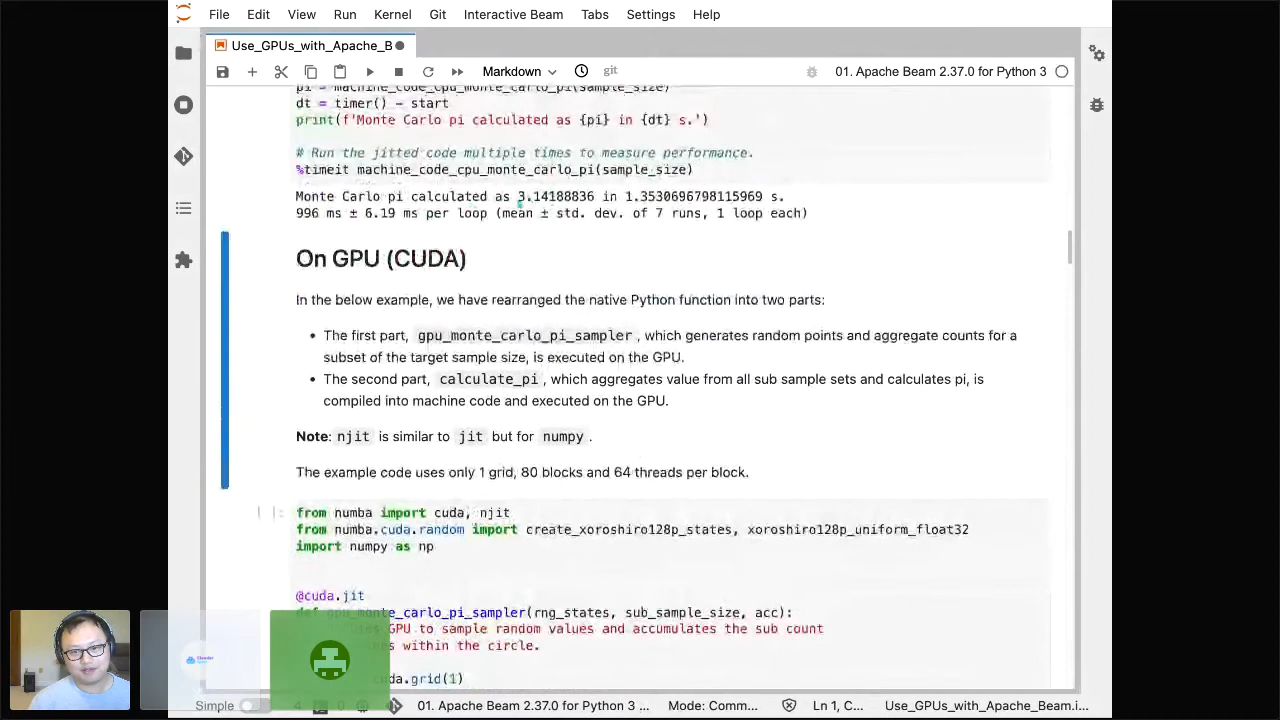 File Edit View Run Kernel Git Interactive Beam Tabs Settings Help
Use_GPUs_with_Apache_B
Markdown git 01. Apache Beam 2.37.0 for Python 3
pi = machine_code_cpu_monte_carlo_pi(sample_size)
dt = timer() - start
print(f'Monte Carlo pi calculated as {pi} in {dt} s.')
# Run the jitted code multiple times to measure performance.
%timeit machine_code_cpu_monte_carlo_pi(sample_size)
Monte Carlo pi calculated as 3.14188836 in 1.3530696798115969 s.
996 ms ± 6.19 ms per loop (mean ± std. dev. of 7 runs, 1 loop each)
On GPU (CUDA)
In the below example, we have rearranged the native Python function into two parts:
• The first part, gpu_monte_carlo_pi_sampler , which generates random points and aggregate counts for a
subset of the target sample size, is executed on the GPU.
• The second part, calculate_pi , which aggregates value from all sub sample sets and calculates pi, is
compiled into machine code and executed on the GPU.
Note: njit is similar to jit but for numpy .
The example code uses only 1 grid, 80 blocks and 64 threads per block.
[ ]: from numba import cuda, njit
from numba.cuda.random import create_xoroshiro128p_states, xoroshiro128p_uniform_float32
import numpy as np
@cuda.jit
def gpu_monte_carlo_pi_sampler(rng_states, sub_sample_size, acc):
GPU to sample random values and accumulates the sub count
within the circle.
cuda.grid(1)
Simple 4 0 01. Apache Beam 2.37.0 for Python 3 ... Mode: Comm... Ln 1, C... Use_GPUs_with_Apache_Beam.i...